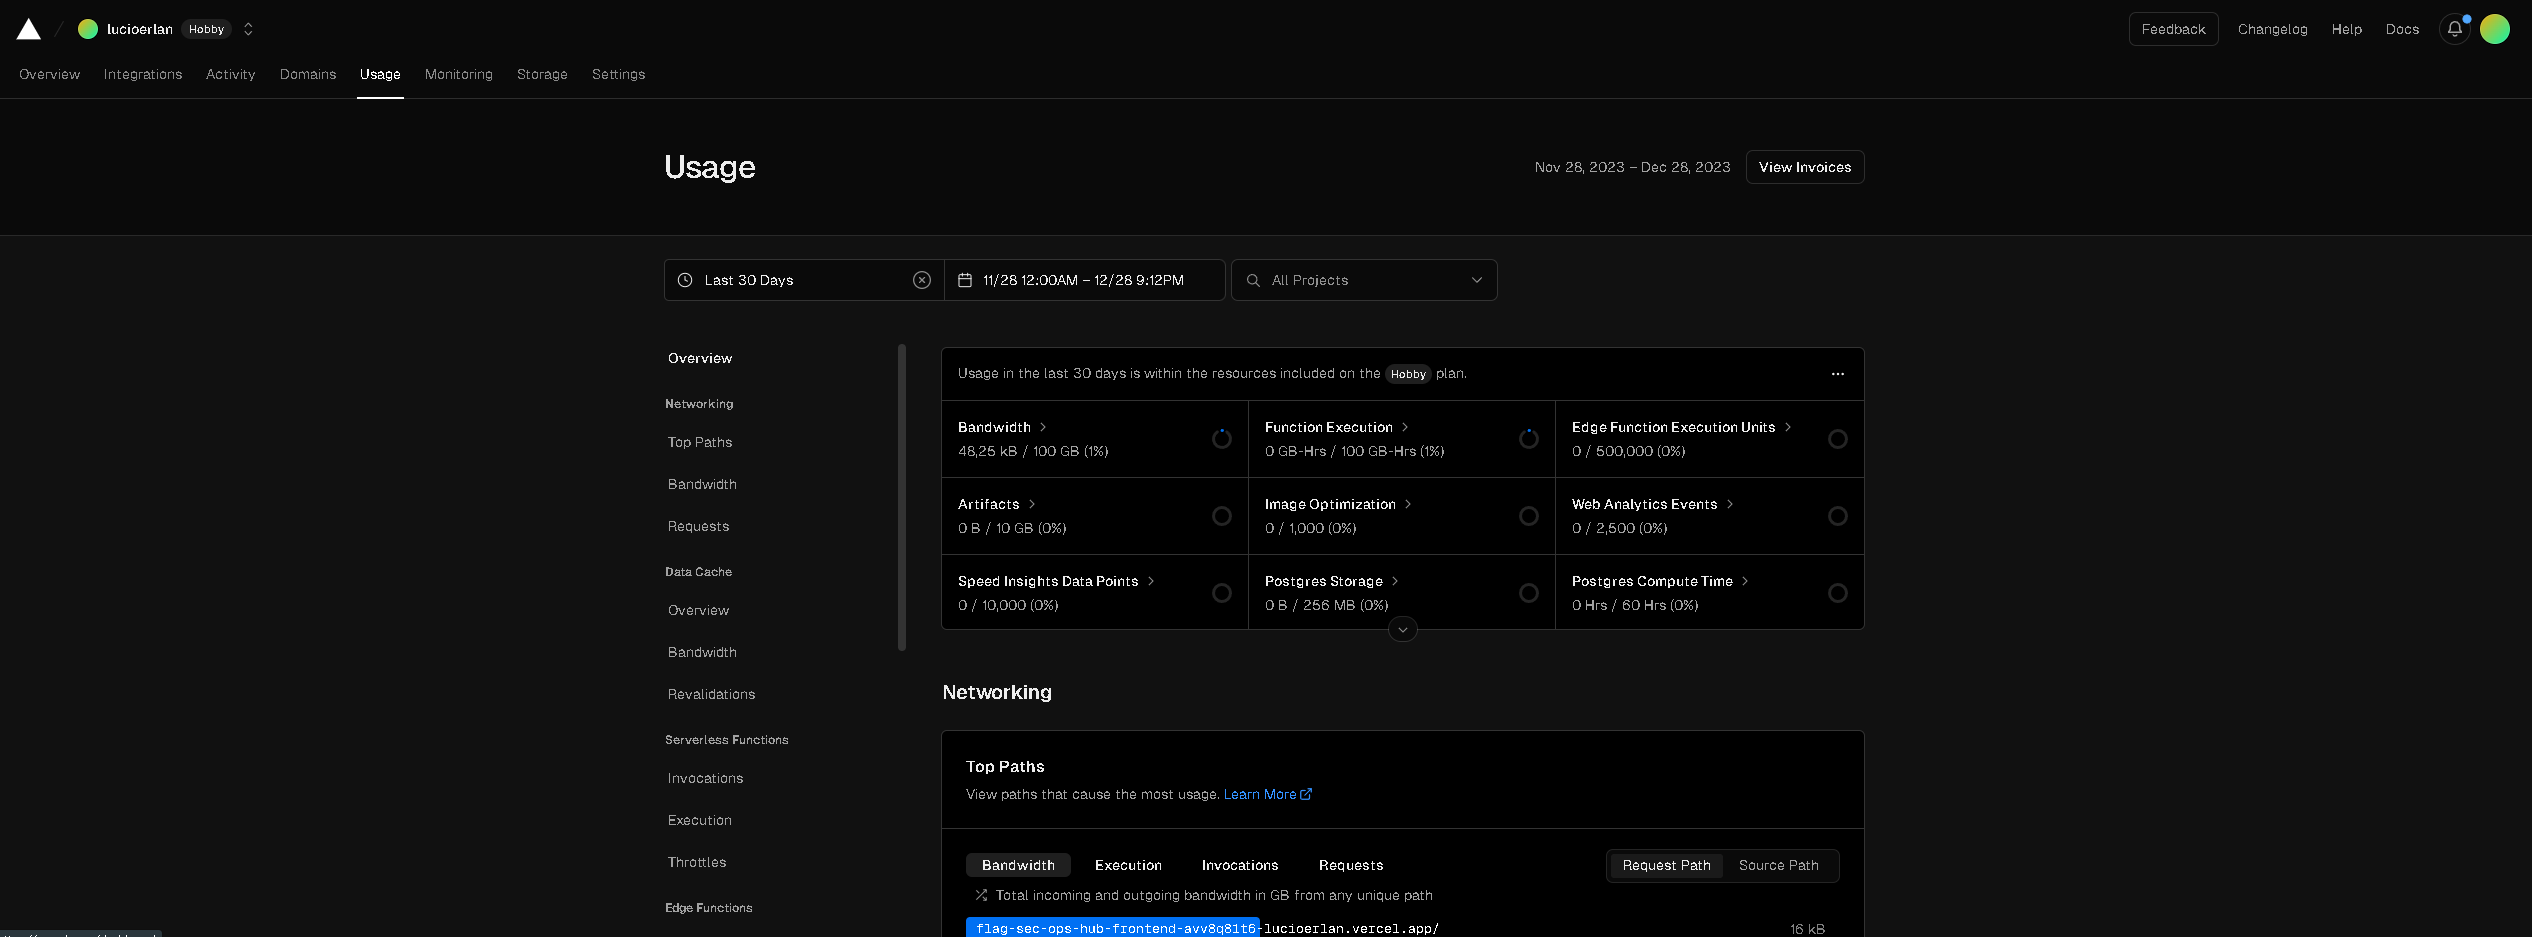 lucioerlan Hobby
Feedback Changelog Help Docs
Overview Integrations Activity Domains Usage Monitoring Storage Settings
Usage
Nov 28, 2023 – Dec 28, 2023 View Invoices
Last 30 Days
11/28 12:00AM – 12/28 9:12PM
All Projects
Overview
Networking
Top Paths
Bandwidth
Requests
Data Cache
Overview
Bandwidth
Revalidations
Serverless Functions
Invocations
Execution
Throttles
Edge Functions
Usage in the last 30 days is within the resources included on the Hobby plan.
Bandwidth
48,25 kB / 100 GB (1%)
Function Execution
0 GB-Hrs / 100 GB-Hrs (1%)
Edge Function Execution Units
0 / 500,000 (0%)
Artifacts
0 B / 10 GB (0%)
Image Optimization
0 / 1,000 (0%)
Web Analytics Events
0 / 2,500 (0%)
Speed Insights Data Points
0 / 10,000 (0%)
Postgres Storage
0 B / 256 MB (0%)
Postgres Compute Time
0 Hrs / 60 Hrs (0%)
Networking
Top Paths
View paths that cause the most usage. Learn More
Bandwidth Execution Invocations Requests
Request Path Source Path
Total incoming and outgoing bandwidth in GB from any unique path
flag-sec-ops-hub-frontend-avv8q81t6-lucioerlan.vercel.app/ 16 kB